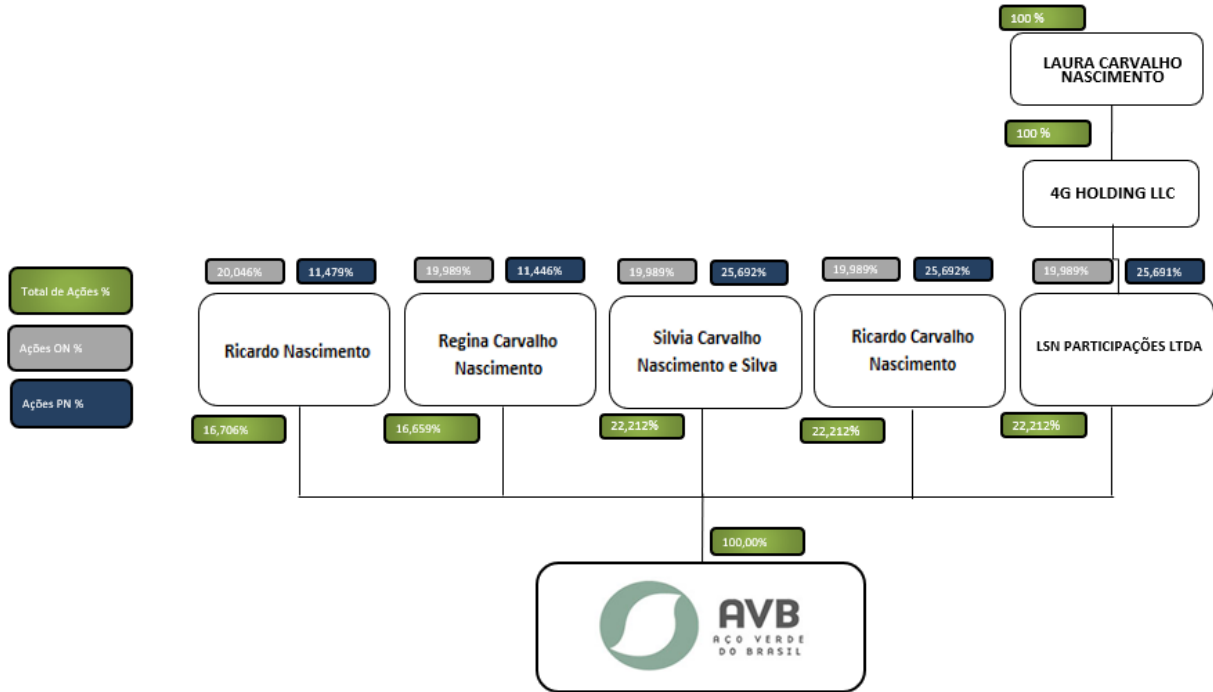 100 %
LAURA CARVALHO
NASCIMENTO
100 %
4G HOLDING LLC
Total de Ações %
Ações ON %
Ações PN %
20,046%
11,479%
Ricardo Nascimento
16,706%
19,989%
11,446%
Regina Carvalho
Nascimento
16,659%
19,989%
25,692%
Silvia Carvalho
Nascimento e Silva
22,212%
19,989%
25,692%
Ricardo Carvalho
Nascimento
22,212%
19,989%
25,691%
LSN PARTICIPAÇÕES LTDA
22,212%
100,00%
AVB
AÇO VERDE
DO BRASIL